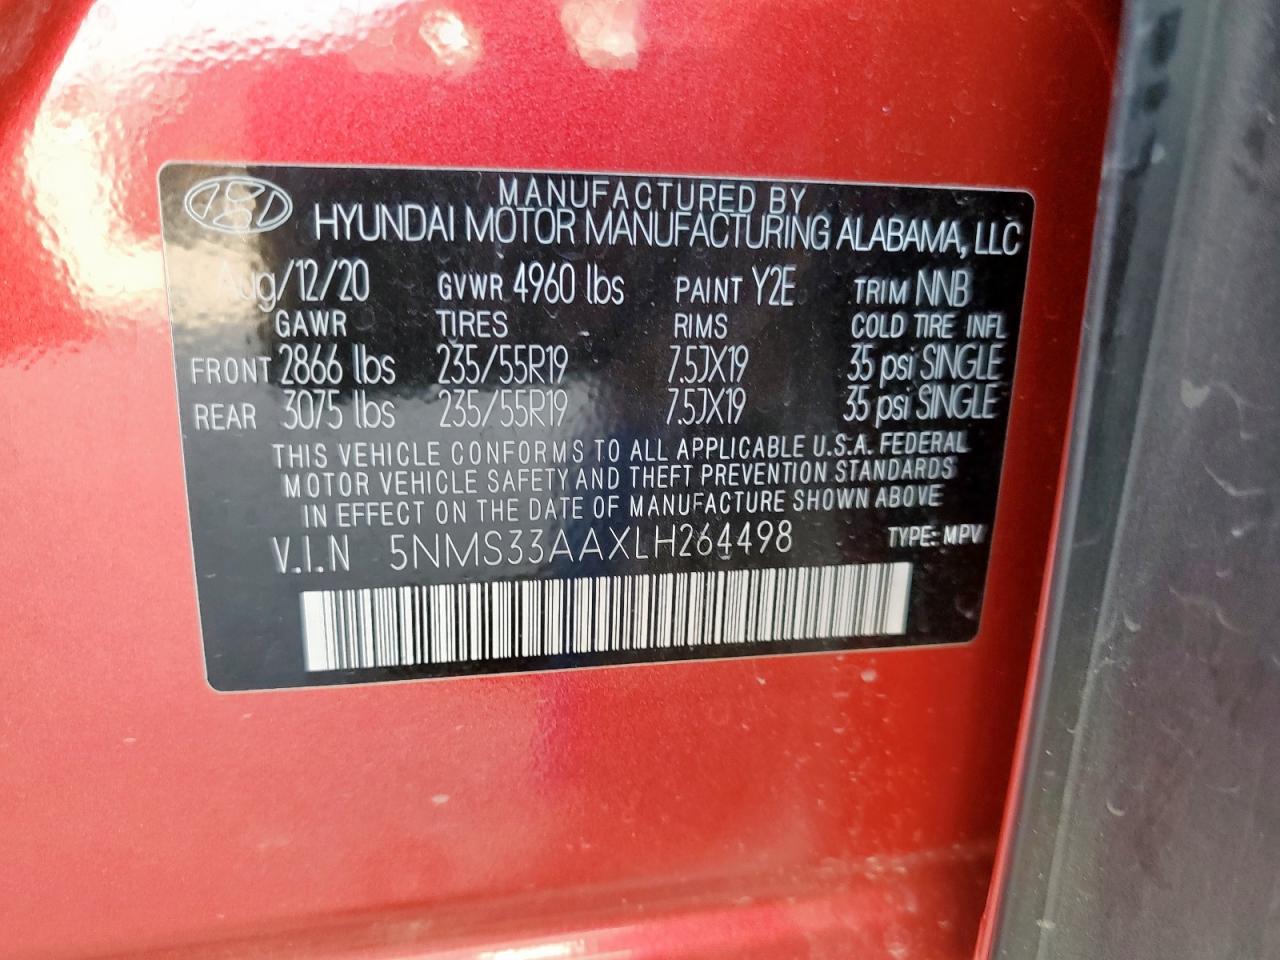 MANUFACTURED BY
HYUNDAI MOTOR MANUFACTURING ALABAMA, LLC
Aug/12/20 GVWR 4960 lbs PAINT Y2E TRIM NNB
GAWR TIRES RIMS COLD TIRE INFL
FRONT 2866 lbs 235/55R19 7.5JX19 35 psi SINGLE
REAR 3075 lbs 235/55R19 7.5JX19 35 psi SINGLE
THIS VEHICLE CONFORMS TO ALL APPLICABLE U.S.A. FEDERAL
MOTOR VEHICLE SAFETY AND THEFT PREVENTION STANDARDS
IN EFFECT ON THE DATE OF MANUFACTURE SHOWN ABOVE
V.I.N 5NMS33AAXLH264498 TYPE: MPV